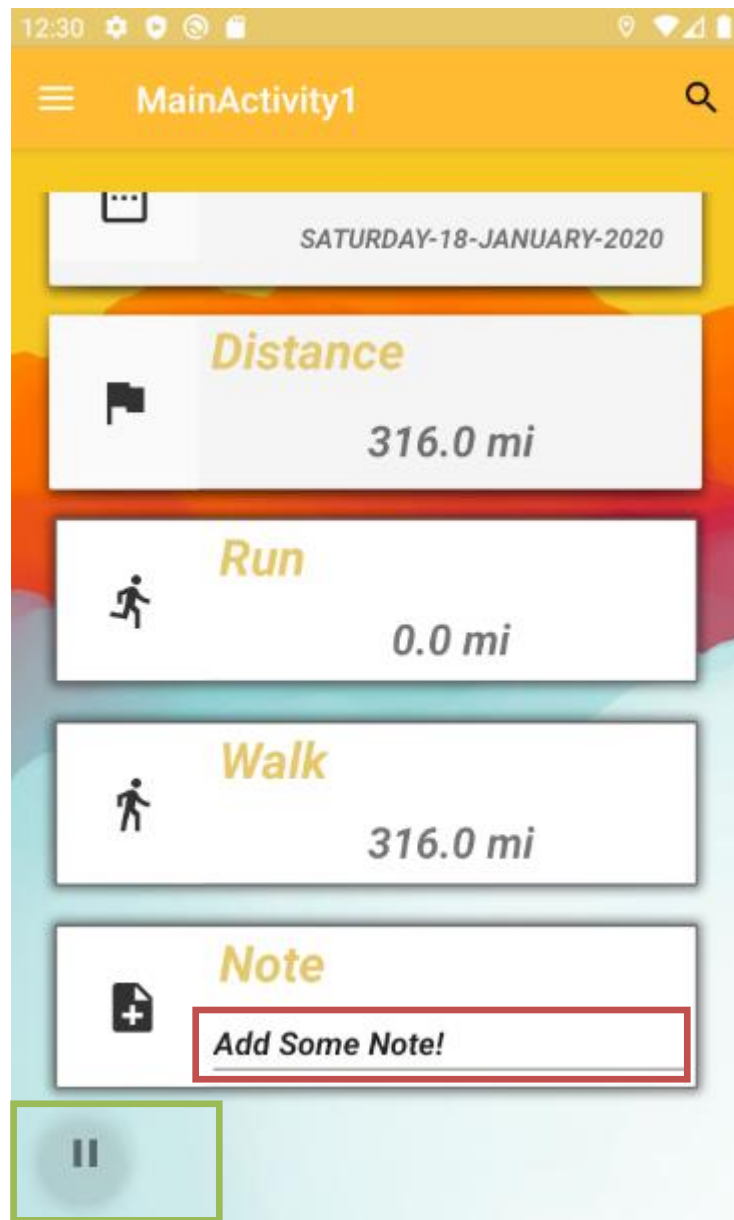 12:30
MainActivity1
SATURDAY-18-JANUARY-2020
Distance
316.0 mi
Run
0.0 mi
Walk
316.0 mi
Note
Add Some Note!